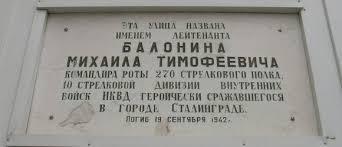 Эта улица названа
именем лейтенанта
БАЛОНИНА
МИХАИЛА ТИМОФЕЕВИЧА
командира роты 270 стрелкового полка,
10 стрелковой дивизии внутренних
войск НКВД героически сражавшегося
в городе Сталинграде.
Погиб 19 сентября 1942г.